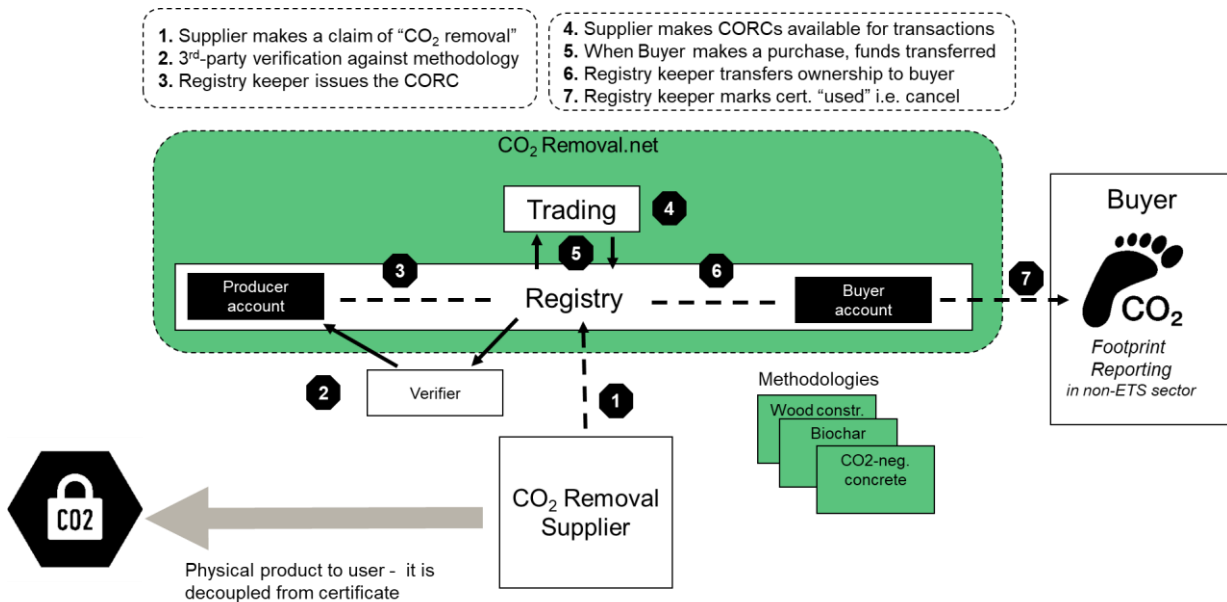 1. Supplier makes a claim of “CO₂ removal”
2. 3ʳᵈ-party verification against methodology
3. Registry keeper issues the CORC
4. Supplier makes CORCs available for transactions
5. When Buyer makes a purchase, funds transferred
6. Registry keeper transfers ownership to buyer
7. Registry keeper marks cert. “used” i.e. cancel
CO₂ Removal.net
Trading
4
5
3
6
Producer
account
Registry
Buyer
account
7
Buyer
CO₂
Footprint
Reporting
in non-ETS sector
2
Verifier
1
Methodologies
Wood constr.
Biochar
CO2-neg.
concrete
CO₂ Removal
Supplier
CO2
Physical product to user - it is
decoupled from certificate